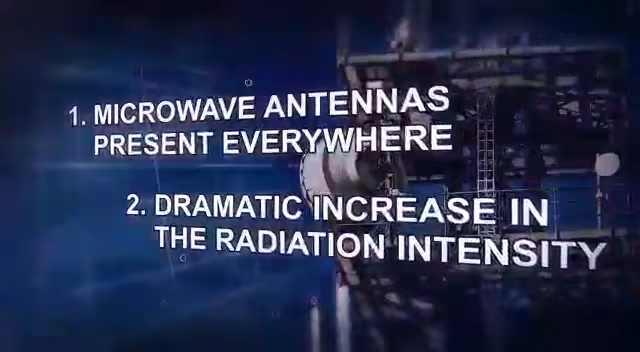 1. MICROWAVE ANTENNAS
PRESENT EVERYWHERE
2. DRAMATIC INCREASE IN
THE RADIATION INTENSITY